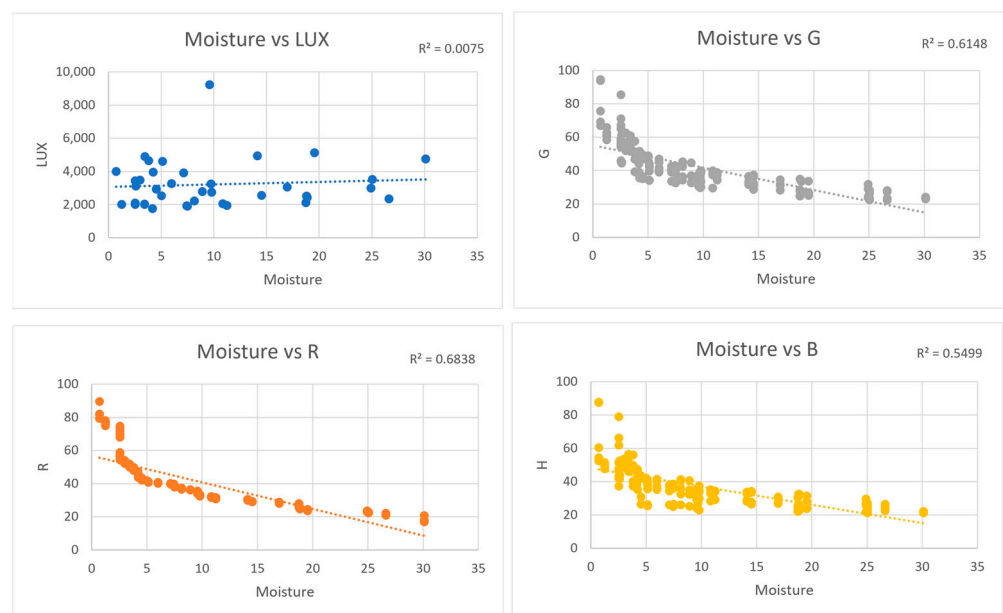 Moisture vs LUX
R² = 0.0075
10,000
8,000
6,000
4,000
2,000
0
LUX
0 5 10 15 20 25 30 35
Moisture
Moisture vs G
R² = 0.6148
100
80
60
40
20
0
G
0 5 10 15 20 25 30 35
Moisture
Moisture vs R
R² = 0.6838
100
80
60
40
20
0
R
0 5 10 15 20 25 30 35
Moisture
Moisture vs B
R² = 0.5499
100
80
60
40
20
0
H
0 5 10 15 20 25 30 35
Moisture